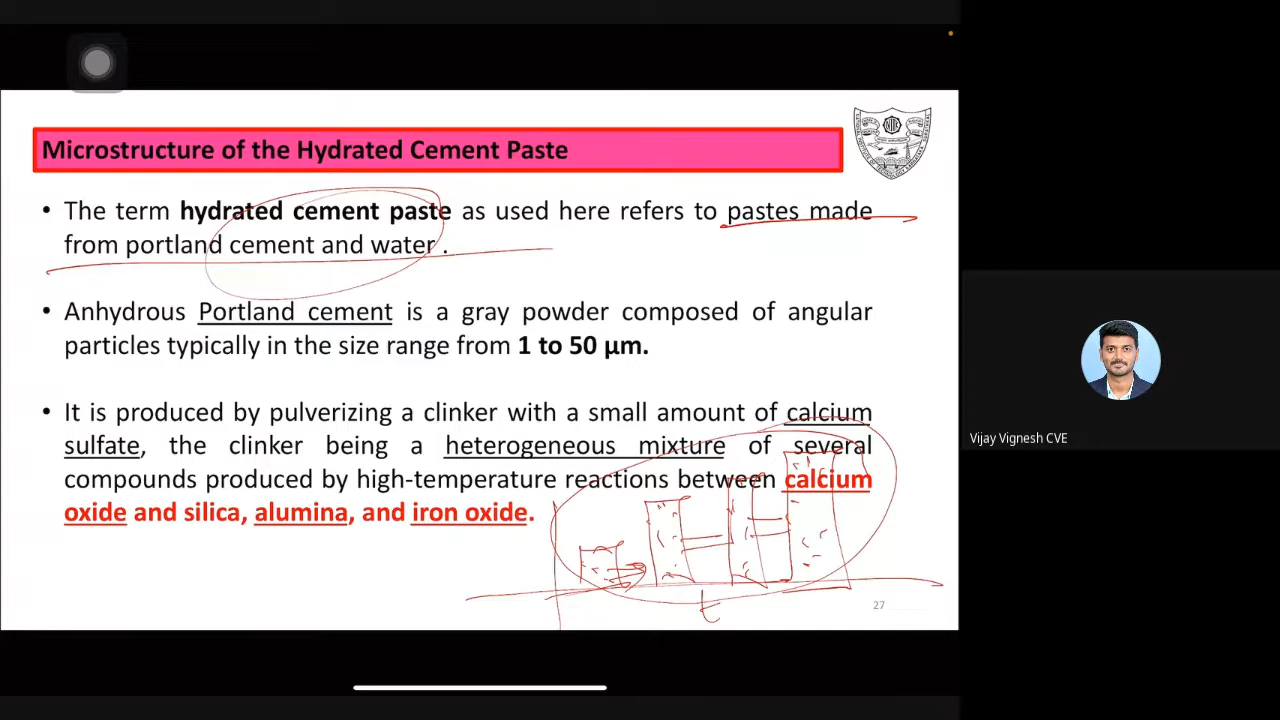 Microstructure of the Hydrated Cement Paste
• The term hydrated cement paste as used here refers to pastes made
from portland cement and water .
• Anhydrous Portland cement is a gray powder composed of angular
particles typically in the size range from 1 to 50 μm.
Vijay Vignesh CVE
• It is produced by pulverizing a clinker with a small amount of calcium
sulfate, the clinker being a heterogeneous mixture of several
compounds produced by high-temperature reactions between calcium
oxide and silica, alumina, and iron oxide.
t
27